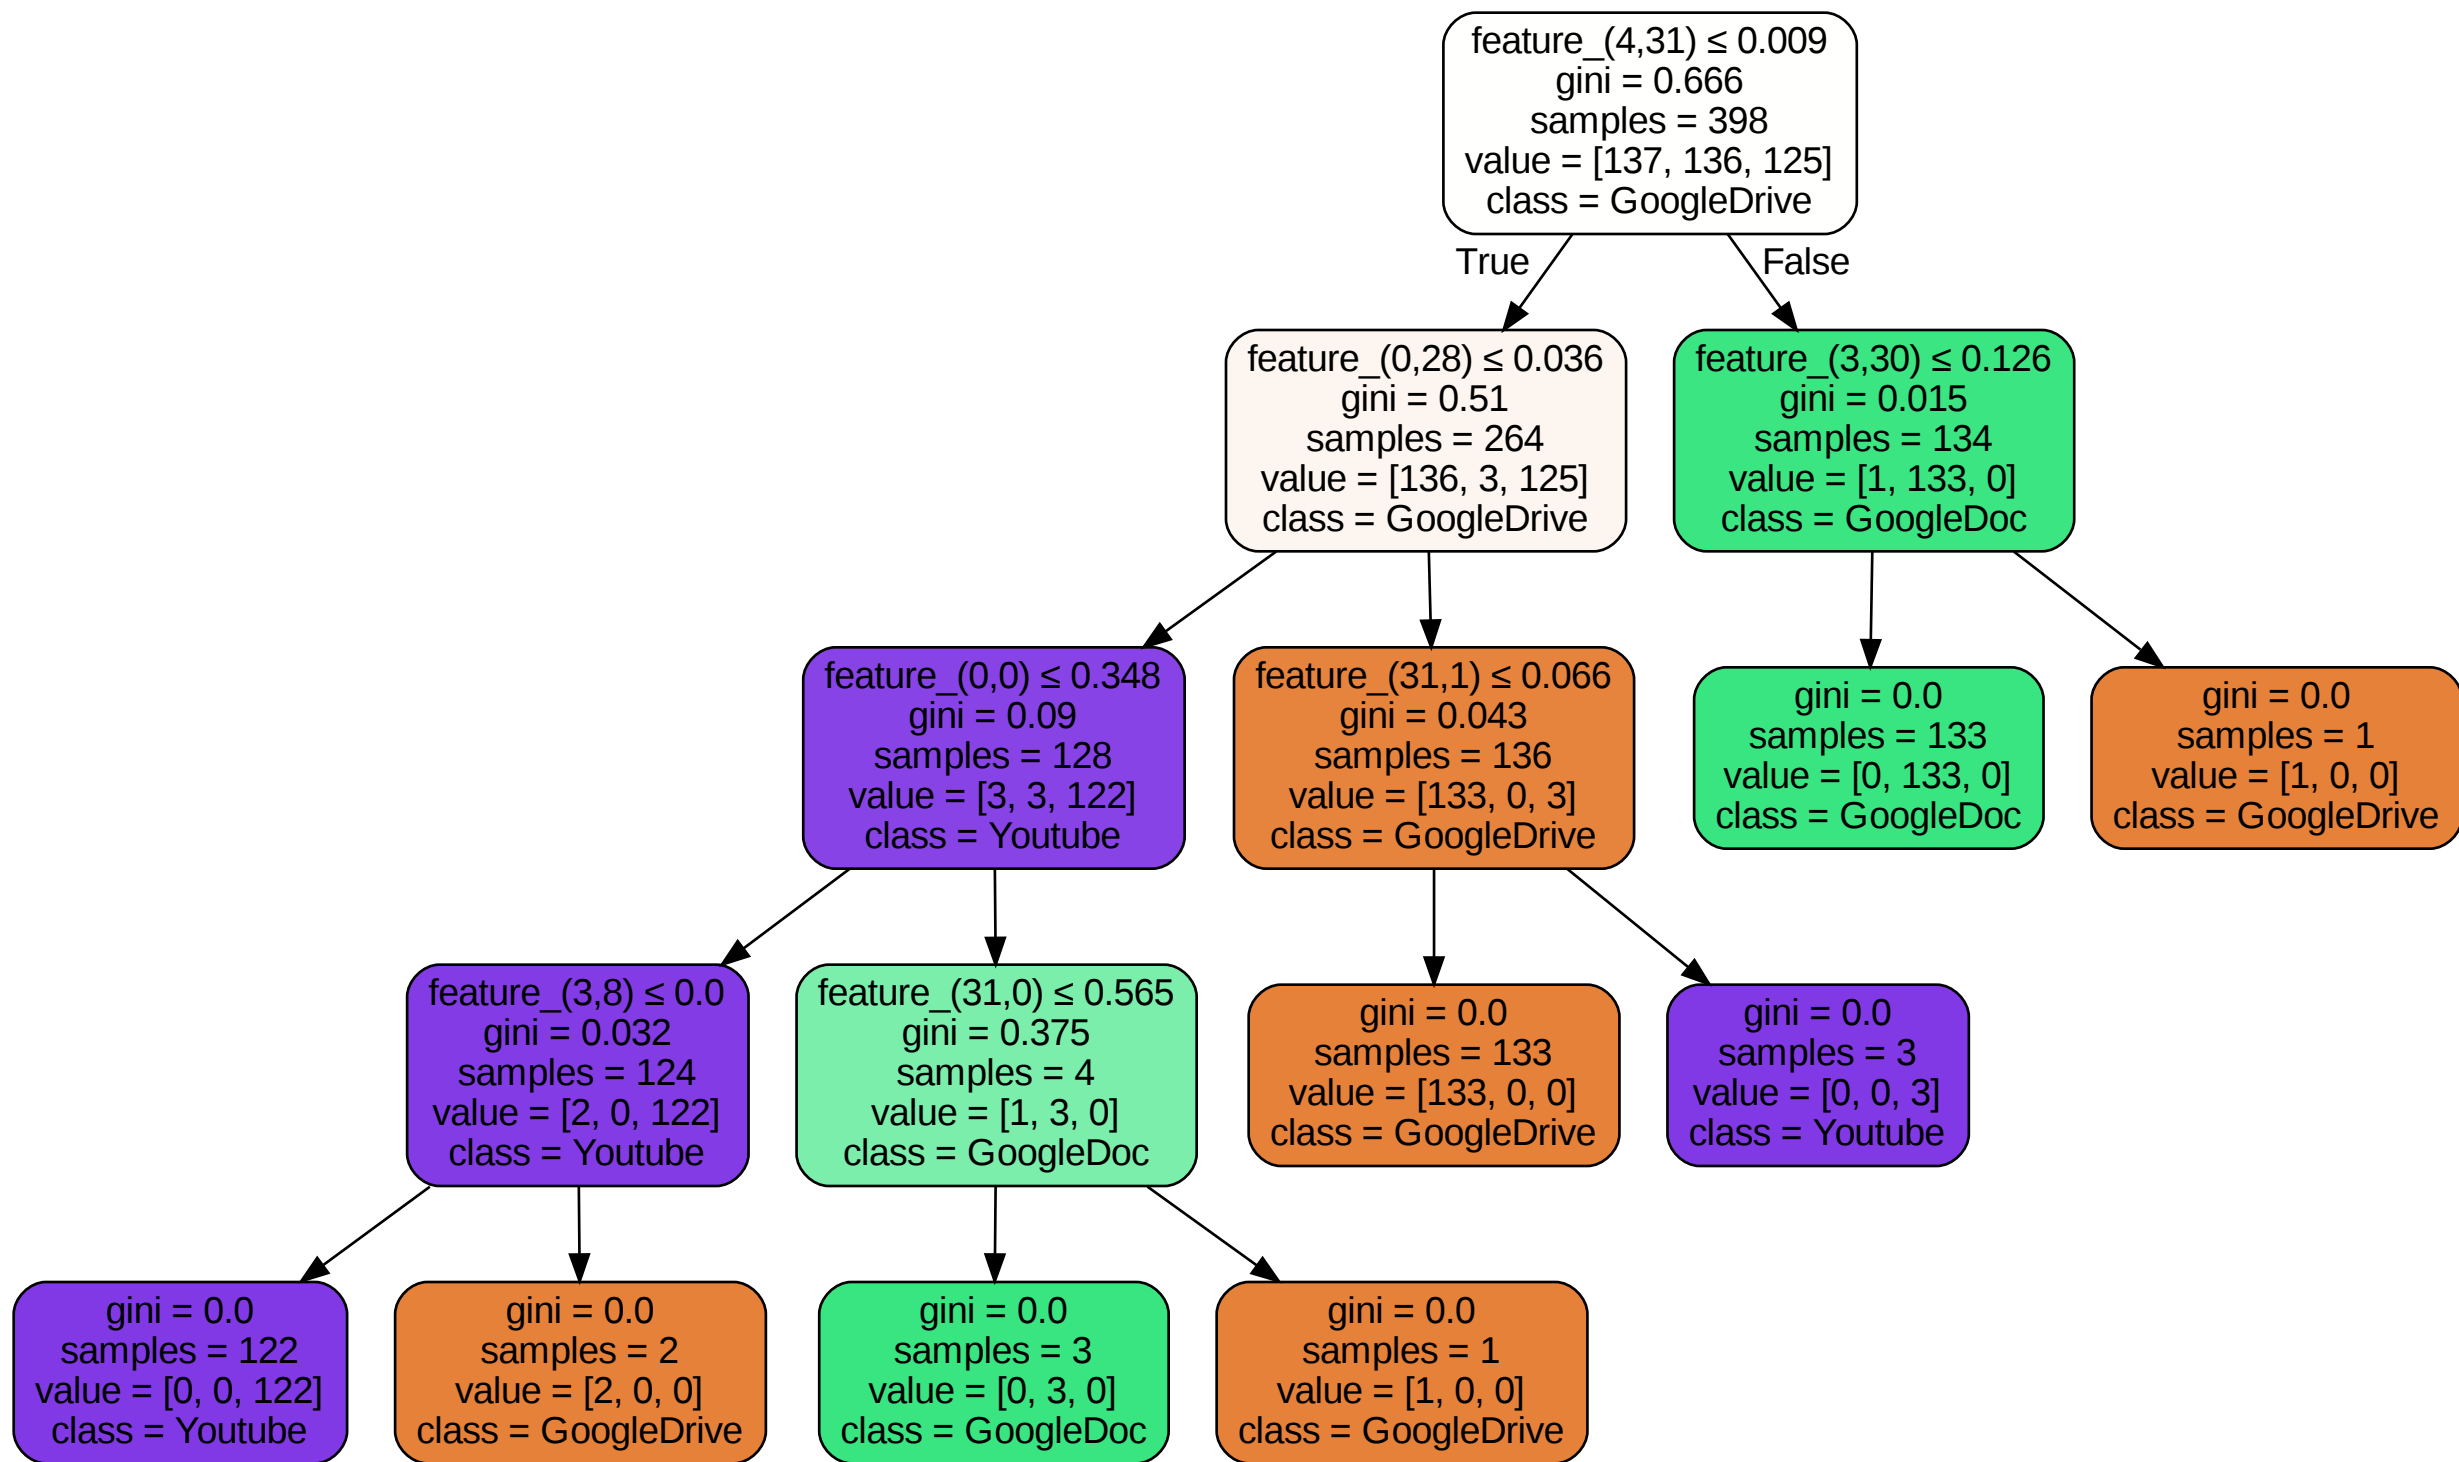 feature_(4,31) ≤ 0.009
gini = 0.666
samples = 398
value = [137, 136, 125]
class = GoogleDrive
True
False
feature_(0,28) ≤ 0.036
gini = 0.51
samples = 264
value = [136, 3, 125]
class = GoogleDrive
feature_(3,30) ≤ 0.126
gini = 0.015
samples = 134
value = [1, 133, 0]
class = GoogleDoc
feature_(0,0) ≤ 0.348
gini = 0.09
samples = 128
value = [3, 3, 122]
class = Youtube
feature_(31,1) ≤ 0.066
gini = 0.043
samples = 136
value = [133, 0, 3]
class = GoogleDrive
gini = 0.0
samples = 133
value = [0, 133, 0]
class = GoogleDoc
gini = 0.0
samples = 1
value = [1, 0, 0]
class = GoogleDrive
feature_(3,8) ≤ 0.0
gini = 0.032
samples = 124
value = [2, 0, 122]
class = Youtube
feature_(31,0) ≤ 0.565
gini = 0.375
samples = 4
value = [1, 3, 0]
class = GoogleDoc
gini = 0.0
samples = 133
value = [133, 0, 0]
class = GoogleDrive
gini = 0.0
samples = 3
value = [0, 0, 3]
class = Youtube
gini = 0.0
samples = 122
value = [0, 0, 122]
class = Youtube
gini = 0.0
samples = 2
value = [2, 0, 0]
class = GoogleDrive
gini = 0.0
samples = 3
value = [0, 3, 0]
class = GoogleDoc
gini = 0.0
samples = 1
value = [1, 0, 0]
class = GoogleDrive